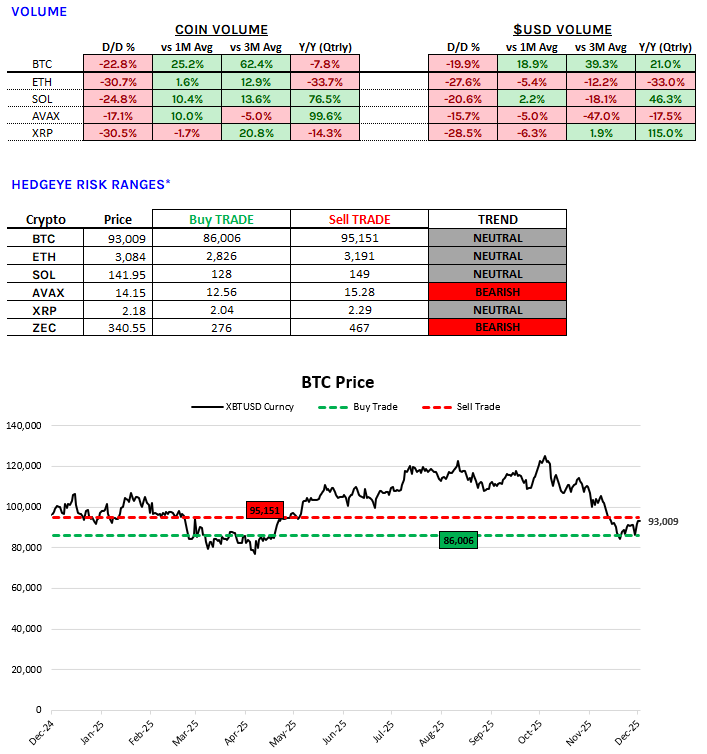 VOLUME
COIN VOLUME $USD VOLUME
D/D % vs 1M Avg vs 3M Avg Y/Y (Qtrly) D/D % vs 1M Avg vs 3M Avg Y/Y (Qtrly)
BTC -22.8% 25.2% 62.4% -7.8% -19.9% 18.9% 39.3% 21.0%
ETH -30.7% 1.6% 12.9% -33.7% -27.6% -5.4% -12.2% -33.0%
SOL -24.8% 10.4% 13.6% 76.5% -20.6% 2.2% -18.1% 46.3%
AVAX -17.1% 10.0% -5.0% 99.6% -15.7% -5.0% -47.0% -17.5%
XRP -30.5% -1.7% 20.8% -14.3% -28.5% -6.3% 1.9% 115.0%
HEDGEYE RISK RANGES*
Crypto Price Buy TRADE Sell TRADE TREND
BTC 93,009 86,006 95,151 NEUTRAL
ETH 3,084 2,826 3,191 NEUTRAL
SOL 141.95 128 149 NEUTRAL
AVAX 14.15 12.56 15.28 BEARISH
XRP 2.18 2.04 2.29 NEUTRAL
ZEC 340.55 276 467 BEARISH
BTC Price
XBTUSD Curncy Buy Trade Sell Trade
140,000
120,000
100,000
95,151
93,009
86,006
80,000
60,000
40,000
20,000
0
Dec-24 Jan-25 Feb-25 Mar-25 Apr-25 May-25 Jun-25 Jul-25 Aug-25 Sep-25 Oct-25 Nov-25 Dec-25